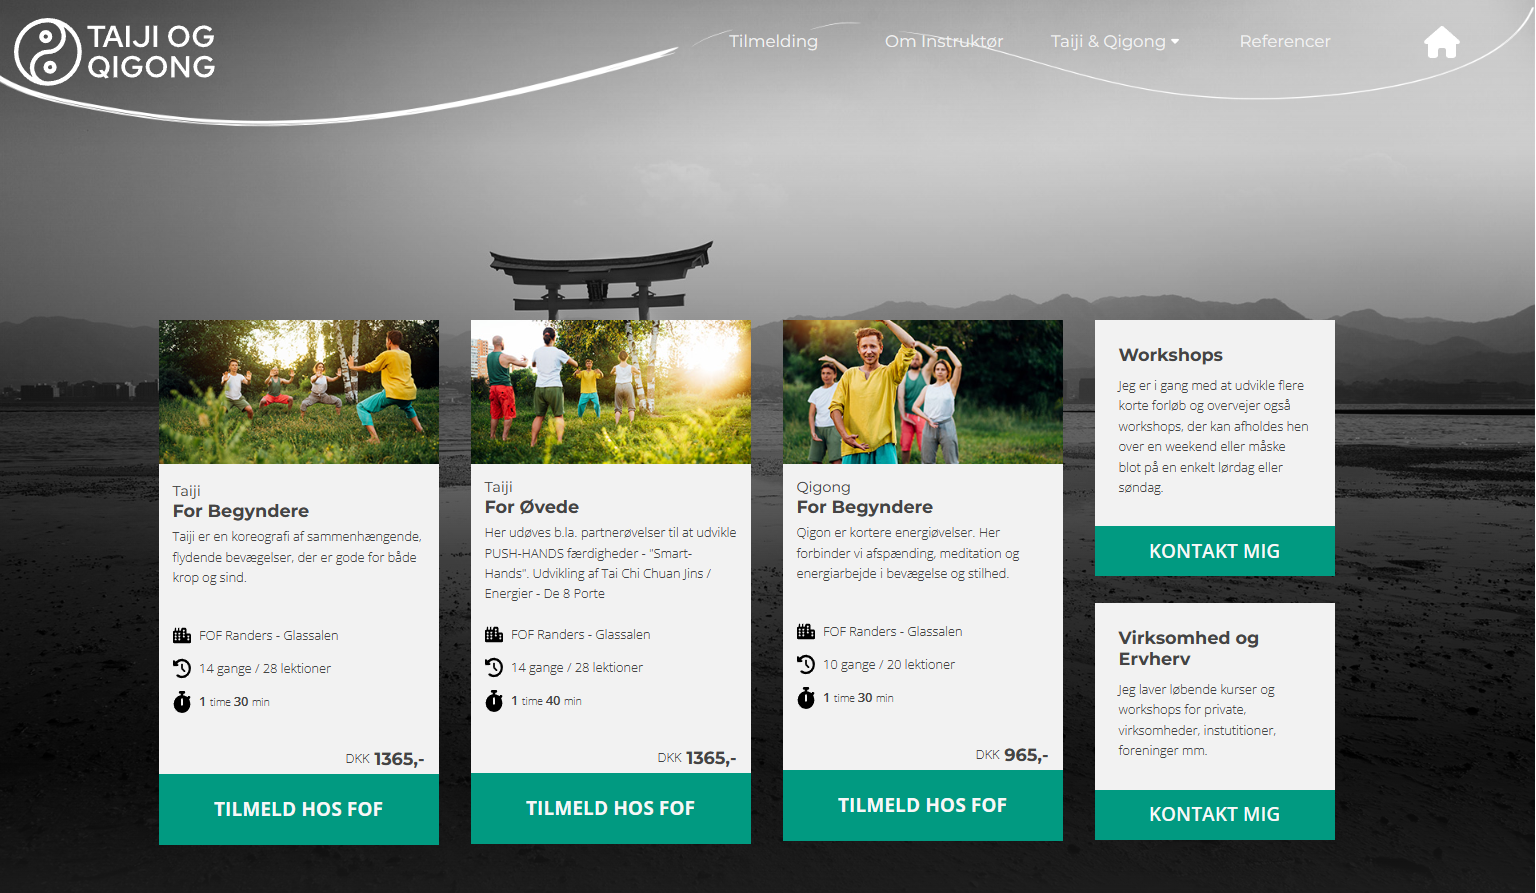 TAIJI OG
QIGONG
Tilmelding
Om Instruktør
Taiji & Qigong
Referencer
Taiji
For Begyndere
Taiji er en koreografi af sammenhængende,
flydende bevægelser, der er gode for både
krop og sind.
FOF Randers - Glassalen
14 gange / 28 lektioner
1 time 30 min
DKK 1365,-
TILMELD HOS FOF
Taiji
For Øvede
Her udøves b.la. partnerøvelser til at udvikle
PUSH-HANDS færdigheder - "Smart-
Hands". Udvikling af Tai Chi Chuan Jins /
Energier - De 8 Porte
FOF Randers - Glassalen
14 gange / 28 lektioner
1 time 40 min
DKK 1365,-
TILMELD HOS FOF
Qigong
For Begyndere
Qigon er kortere energiøvelser. Her
forbinder vi afspænding, meditation og
energiarbejde i bevægelse og stilhed.
FOF Randers - Glassalen
10 gange / 20 lektioner
1 time 30 min
DKK 965,-
TILMELD HOS FOF
Workshops
Jeg er i gang med at udvikle flere
korte forløb og overvejer også
workshops, der kan afholdes hen
over en weekend eller måske
blot på en enkelt lørdag eller
søndag.
KONTAKT MIG
Virksomhed og
Ervherv
Jeg laver løbende kurser og
workshops for private,
virksomheder, instutitioner,
foreninger mm.
KONTAKT MIG